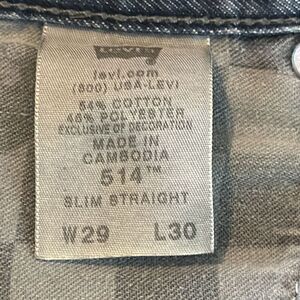 LEVI'S
levi.com
(800) USA-LEVI
54% COTTON
46% POLYESTER
EXCLUSIVE OF DECORATION
MADE IN
CAMBODIA
514™
SLIM STRAIGHT
W29 L30